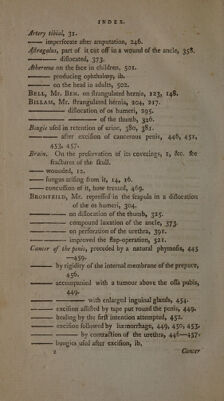 INDEX.
Artery tibial, 31.
—— imperforate after amputation, 246.
Astragalus, part of it cut off in a wound of the ancle, 358.
—— dislocated, 373.
Atheroma on the face in children, 501.
—— producing ophthalmy, ib.
—— on the head in adults, 502.
BELL, Mr. BEN. on strangulated hernia, 123, 148.
BILLAM, Mr. strangulated hernia, 204, 217.
—— dislocation of os humeri, 295.
—— —— of the thumb, 326.
Bougie used in retention of urine, 380, 381.
—— after excision of cancerous penis, 446, 451,
453, 457.
Brain. On the preservation of its coverings, 1, &c. see
fractures of the skull.
—— wounded, 12.
—— fungus arising from it, 14, 16.
—— concussion of it, how treated, 469.
BROMFEILD, Mr. repressed in the scapula in a dislocation
of the os humeri, 304.
—— on dislocation of the thumb, 325.
—— compound luxation of the ancle, 373.
—— on perforation of the urethra, 391.
—— improved the flap-operation, 321.
Cancer of the penis, preceded by a natural phymosis, 445
—459.
—— by rigidity of the internal membrane of the prepuce,
456.
—— accompanied with a tumour above the ossa pubis,
449.
—— —— with enlarged inguinal glands, 454.
—— excision assisted by tape put round the penis, 449.
—— healing by the first intention attempted, 452.
—— excision followed by hæmorrhage, 449, 450, 453.
—— —— by contraction of the urethra, 446—457.
—— bougies used after excision, ib.
2 Cancer